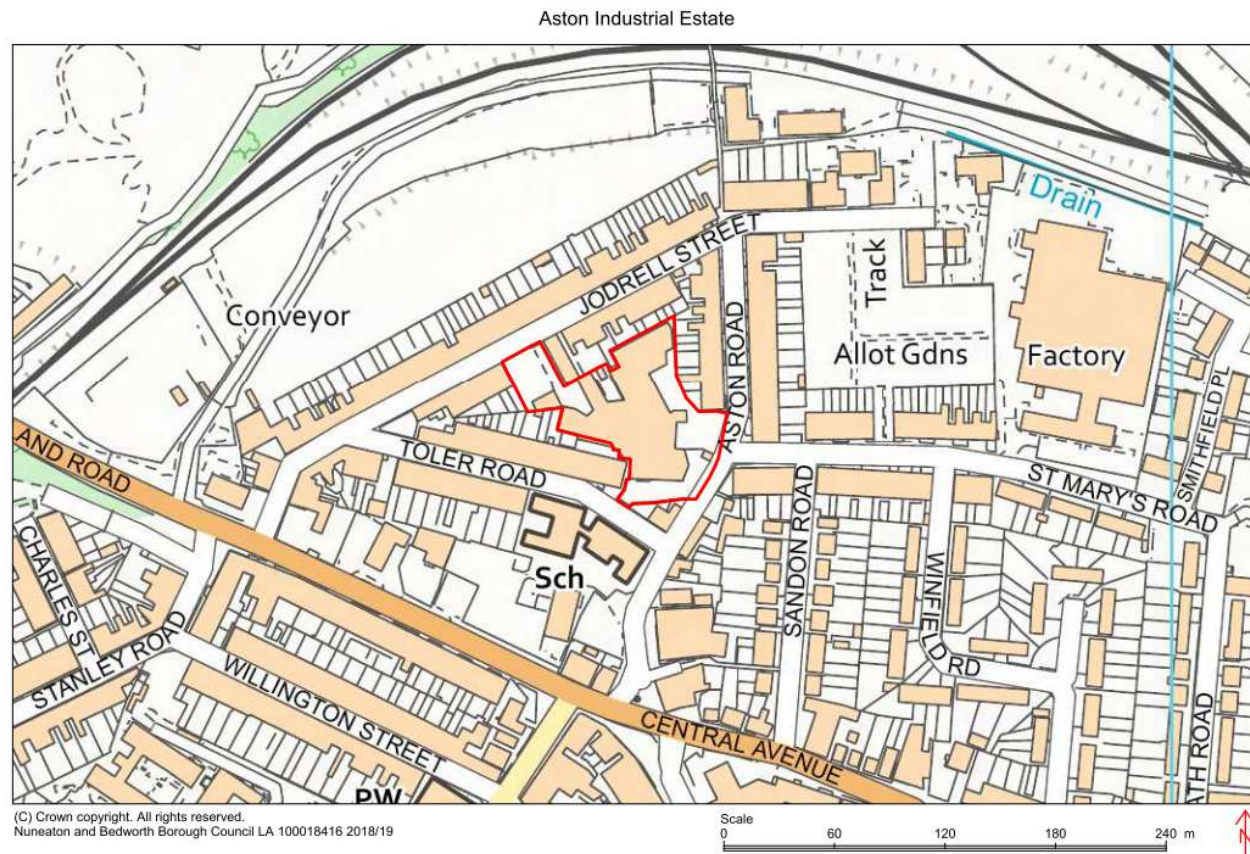 Aston Industrial Estate
Drain
JODRELL STREET
Track
Conveyor
ASTON ROAD
Allot Gdns
Factory
SMITHFIELD PL
AND ROAD
TOLER ROAD
ST MARY'S ROAD
SANDON ROAD
CHARLES ST
Sch
WINFIELD RD
STANLEY ROAD
WILLINGTON STREET
CENTRAL AVENUE
ATH ROAD
PW
(C) Crown copyright. All rights reserved.
Nuneaton and Bedworth Borough Council LA 100018416 2018/19
Scale
0 60 120 180 240 m
N